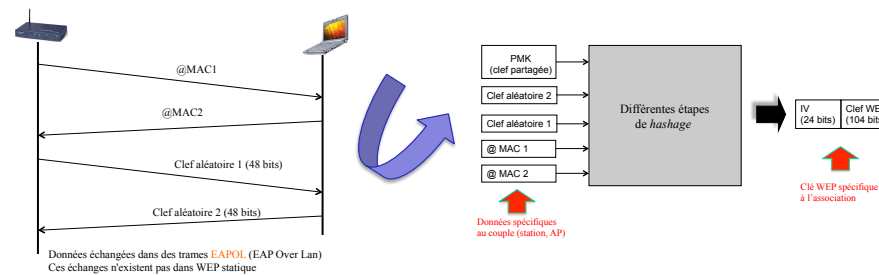 @MAC1
@MAC2
Clef aléatoire 1 (48 bits)
Clef aléatoire 2 (48 bits)
Données échangées dans des trames EAPOL (EAP Over Lan)
Ces échanges n'existent pas dans WEP statique
PMK
(clef partagée)
Clef aléatoire 2
Clef aléatoire 1
@ MAC 1
@ MAC 2
Données spécifiques
au couple (station, AP)
Différentes étapes
de hashage
IV
(24 bits)
Clef WE
(104 bits
Clé WEP spécifique
à l'association